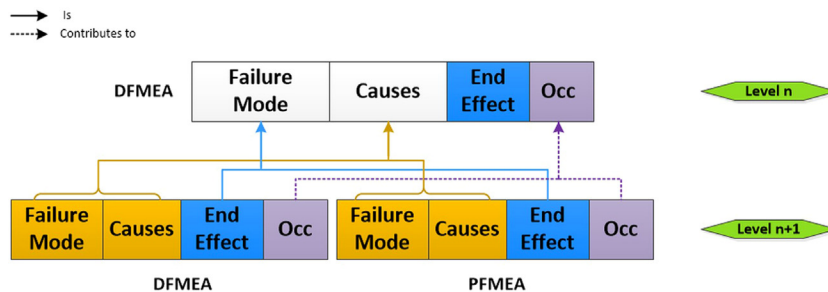 Is
Contributes to
DFMEA
Failure
Mode
Causes
End
Effect
Occ
Level n
Failure
Mode
Causes
End
Effect
Occ
Failure
Mode
Causes
End
Effect
Occ
Level n+1
DFMEA
PFMEA